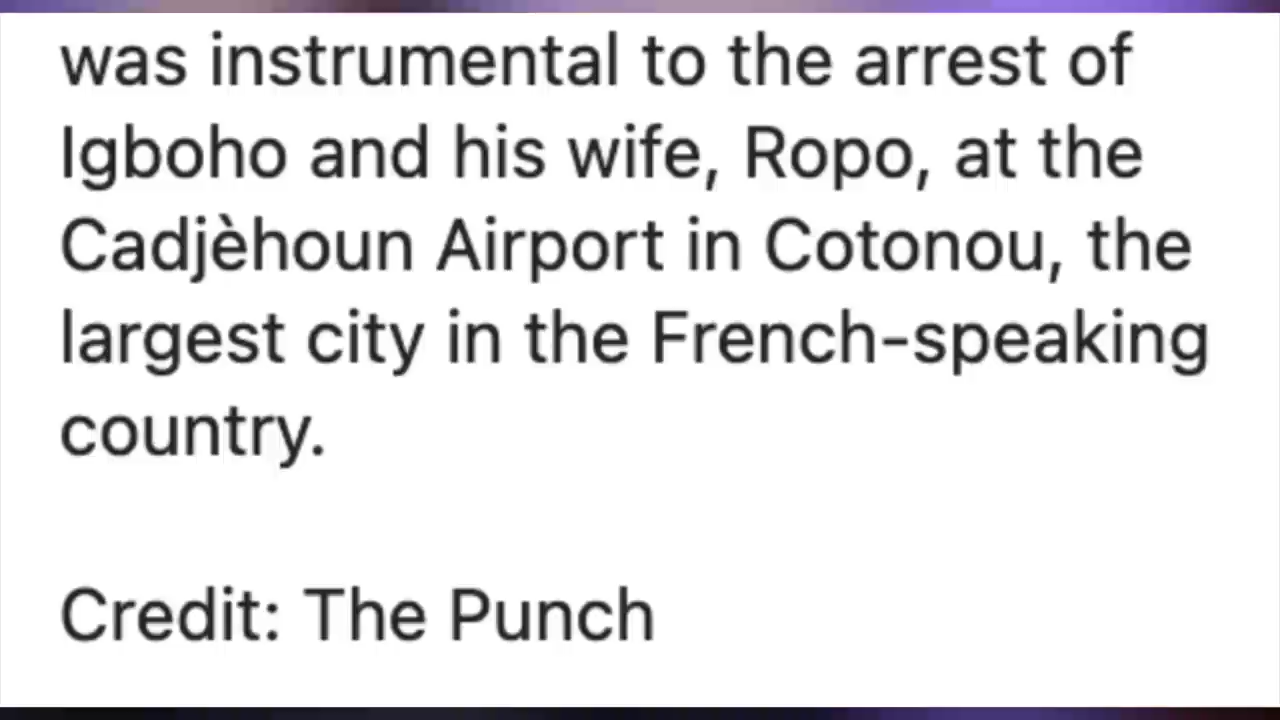 was instrumental to the arrest of
Igboho and his wife, Ropo, at the
Cadjèhoun Airport in Cotonou, the
largest city in the French-speaking
country.
Credit: The Punch